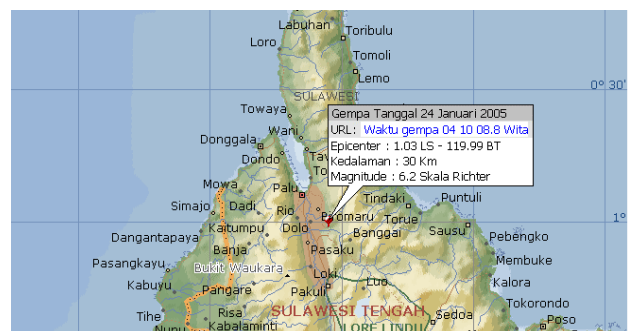 Labuhan
Toribulu
Loro
Tomoli
Lemo
SULAWESI
0° 30'
Towaya
Gempa Tanggal 24 Januari 2005
URL: Waktu gempa 04 10 08.8 Wita
Wani
Donggala
Epicenter : 1.03 LS - 119.99 BT
Dondo
Kedalaman : 30 Km
Magnitude : 6.2 Skala Richter
Mowa
Palu
Tindaki
Puntuli
Simajo
Dadi
Rio
Torue
1°
Kaitumpu
Dolo
Banggai
Sausu
Dangantapaya
Pebengko
Banja
Pasaku
Pasangkayu
Bukit Waukara
Loki
Membuke
Kabuyu
Pangare
Pakuli
Luo
Kalora
Tokorondo
Tihe
Risa
SULAWESI TENGAH
Sedoa
Poso
Kabalaminti
LORE LINDU